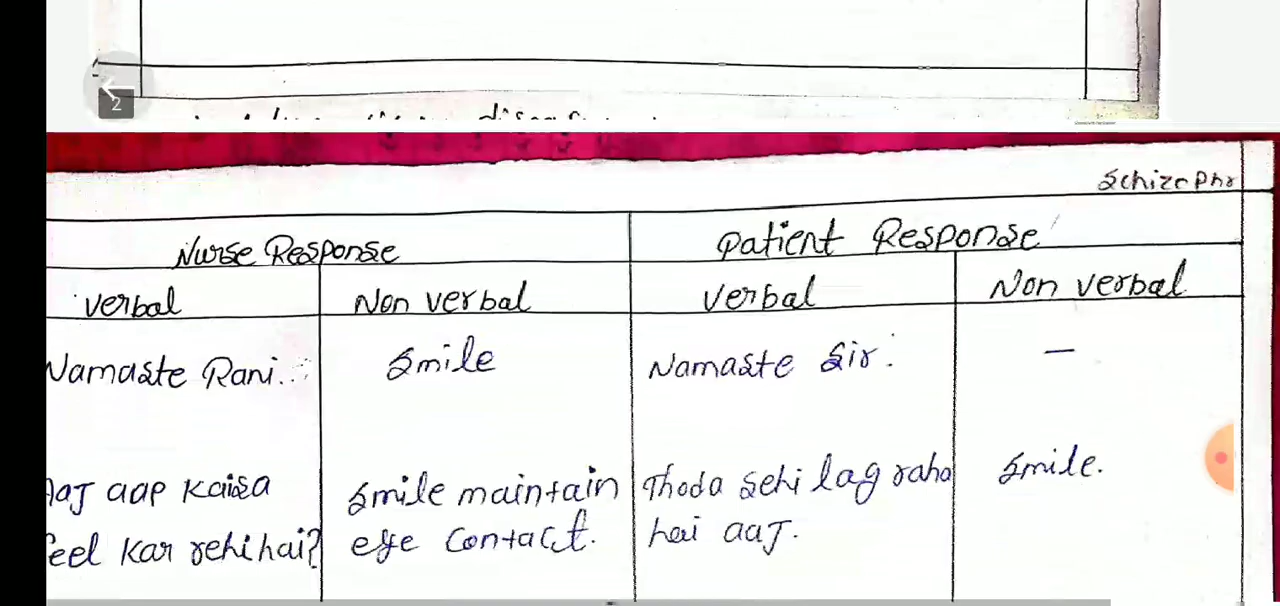 2
Schizophr
Nurse Response
Patient Response
Verbal
Non verbal
Verbal
Non verbal
Namaste Rani.
Smile
Namaste Sir.
—
Aaj aap Kaisa
feel Kar rehi hai?
Smile maintain
eye Contact.
Thoda sehi lag raha
hai aaJ.
Smile.